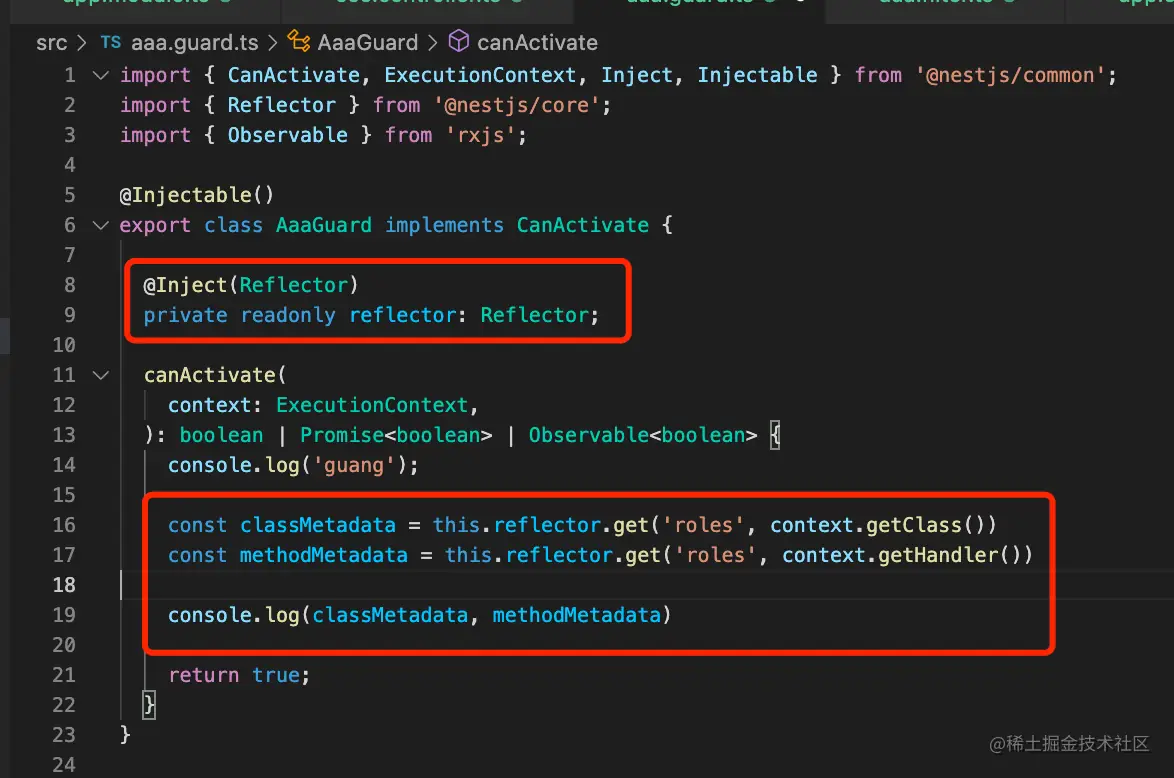 src > TS aaa.guard.ts > AaaGuard > canActivate
1 import { CanActivate, ExecutionContext, Inject, Injectable } from '@nestjs/common';
2 import { Reflector } from '@nestjs/core';
3 import { Observable } from 'rxjs';
4
5 @Injectable()
6 export class AaaGuard implements CanActivate {
7
8 @Inject(Reflector)
9 private readonly reflector: Reflector;
10
11 canActivate(
12 context: ExecutionContext,
13 ): boolean | Promise<boolean> | Observable<boolean> {
14 console.log('guang');
15
16 const classMetadata = this.reflector.get('roles', context.getClass())
17 const methodMetadata = this.reflector.get('roles', context.getHandler())
18
19 console.log(classMetadata, methodMetadata)
20
21 return true;
22 }
23 }
24
@稀土掘金技术社区